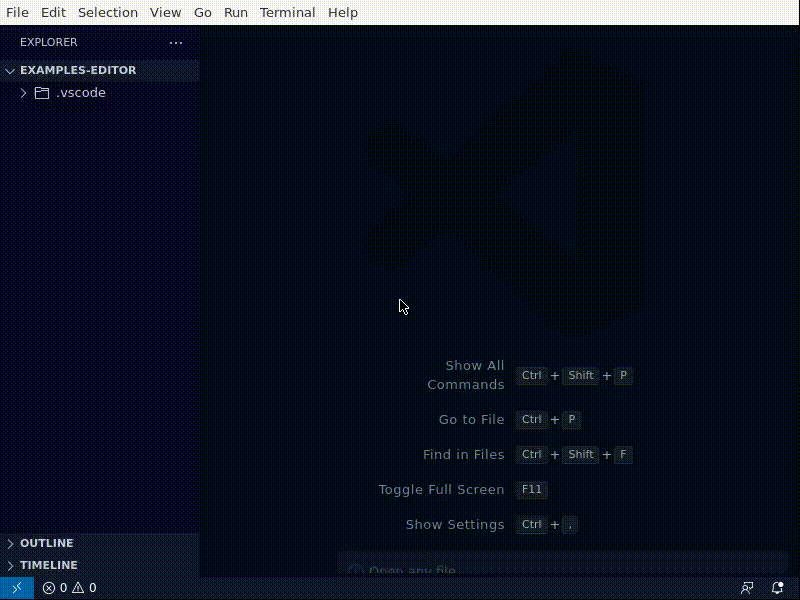 File Edit Selection View Go Run Terminal Help
EXPLORER
EXAMPLES-EDITOR
.vscode
Show All
Commands
Ctrl + Shift + P
Go to File
Ctrl + P
Find in Files
Ctrl + Shift + F
Toggle Full Screen
F11
Show Settings
Ctrl + ,
Open any file
OUTLINE
TIMELINE
0 0